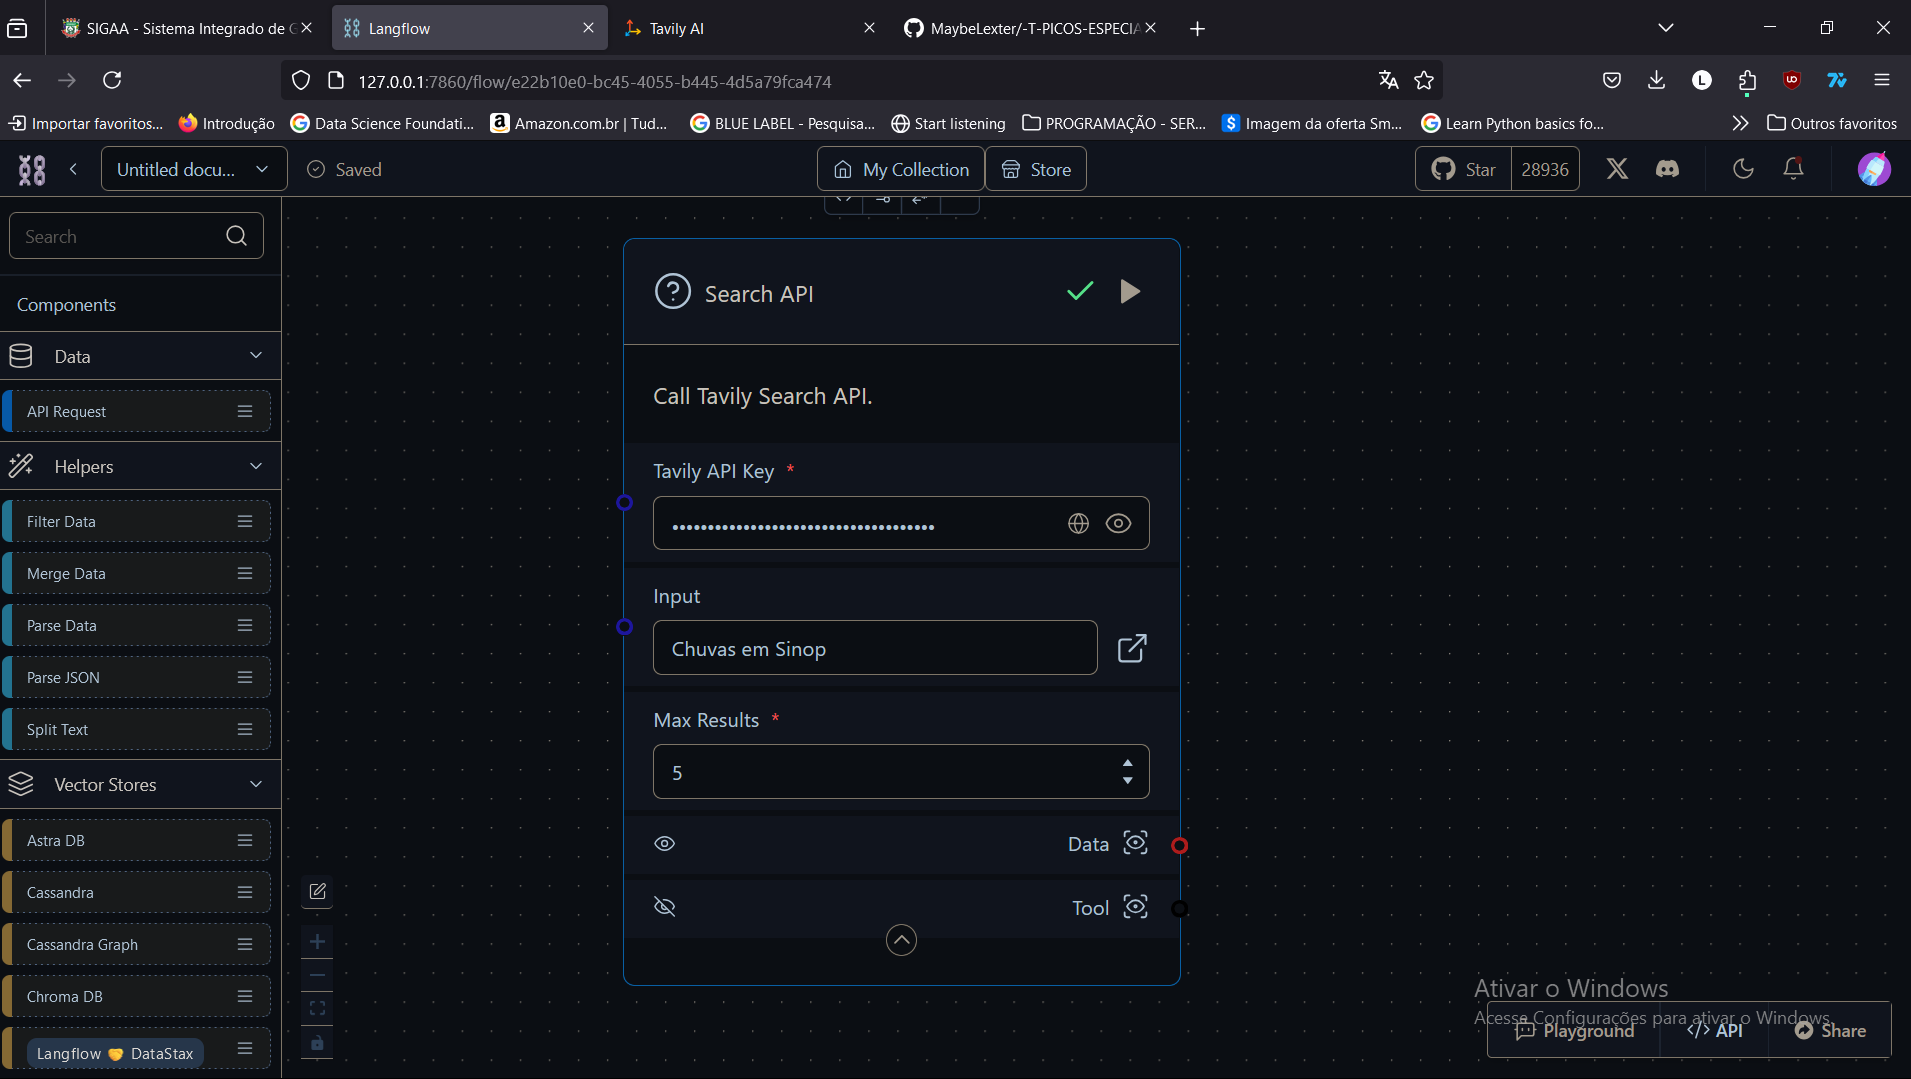 SIGAA - Sistema Integrado de G
Langflow
Tavily AI
MaybeLexter/-T-PICOS-ESPECIA
127.0.0.1:7860/flow/e22b10e0-bc45-4055-b445-4d5a79fca474
L
Importar favoritos...
Introdução
Data Science Foundati...
Amazon.com.br | Tud...
BLUE LABEL - Pesquisa...
Start listening
PROGRAMAÇÃO - SER...
Imagem da oferta Sm...
Learn Python basics fo...
Outros favoritos
Untitled docu...
Saved
My Collection
Store
Star
28936
Search
Components
Data
API Request
Helpers
Filter Data
Merge Data
Parse Data
Parse JSON
Split Text
Vector Stores
Astra DB
Cassandra
Cassandra Graph
Chroma DB
Langflow 🤝 DataStax
Search API
Call Tavily Search API.
Tavily API Key *
•••••••••••••••••••••••••••••••••••••
Input
Chuvas em Sinop
Max Results *
5
Data
Tool
Ativar o Windows
Acesse Configurações para ativar o Windows.
Playground
API
Share